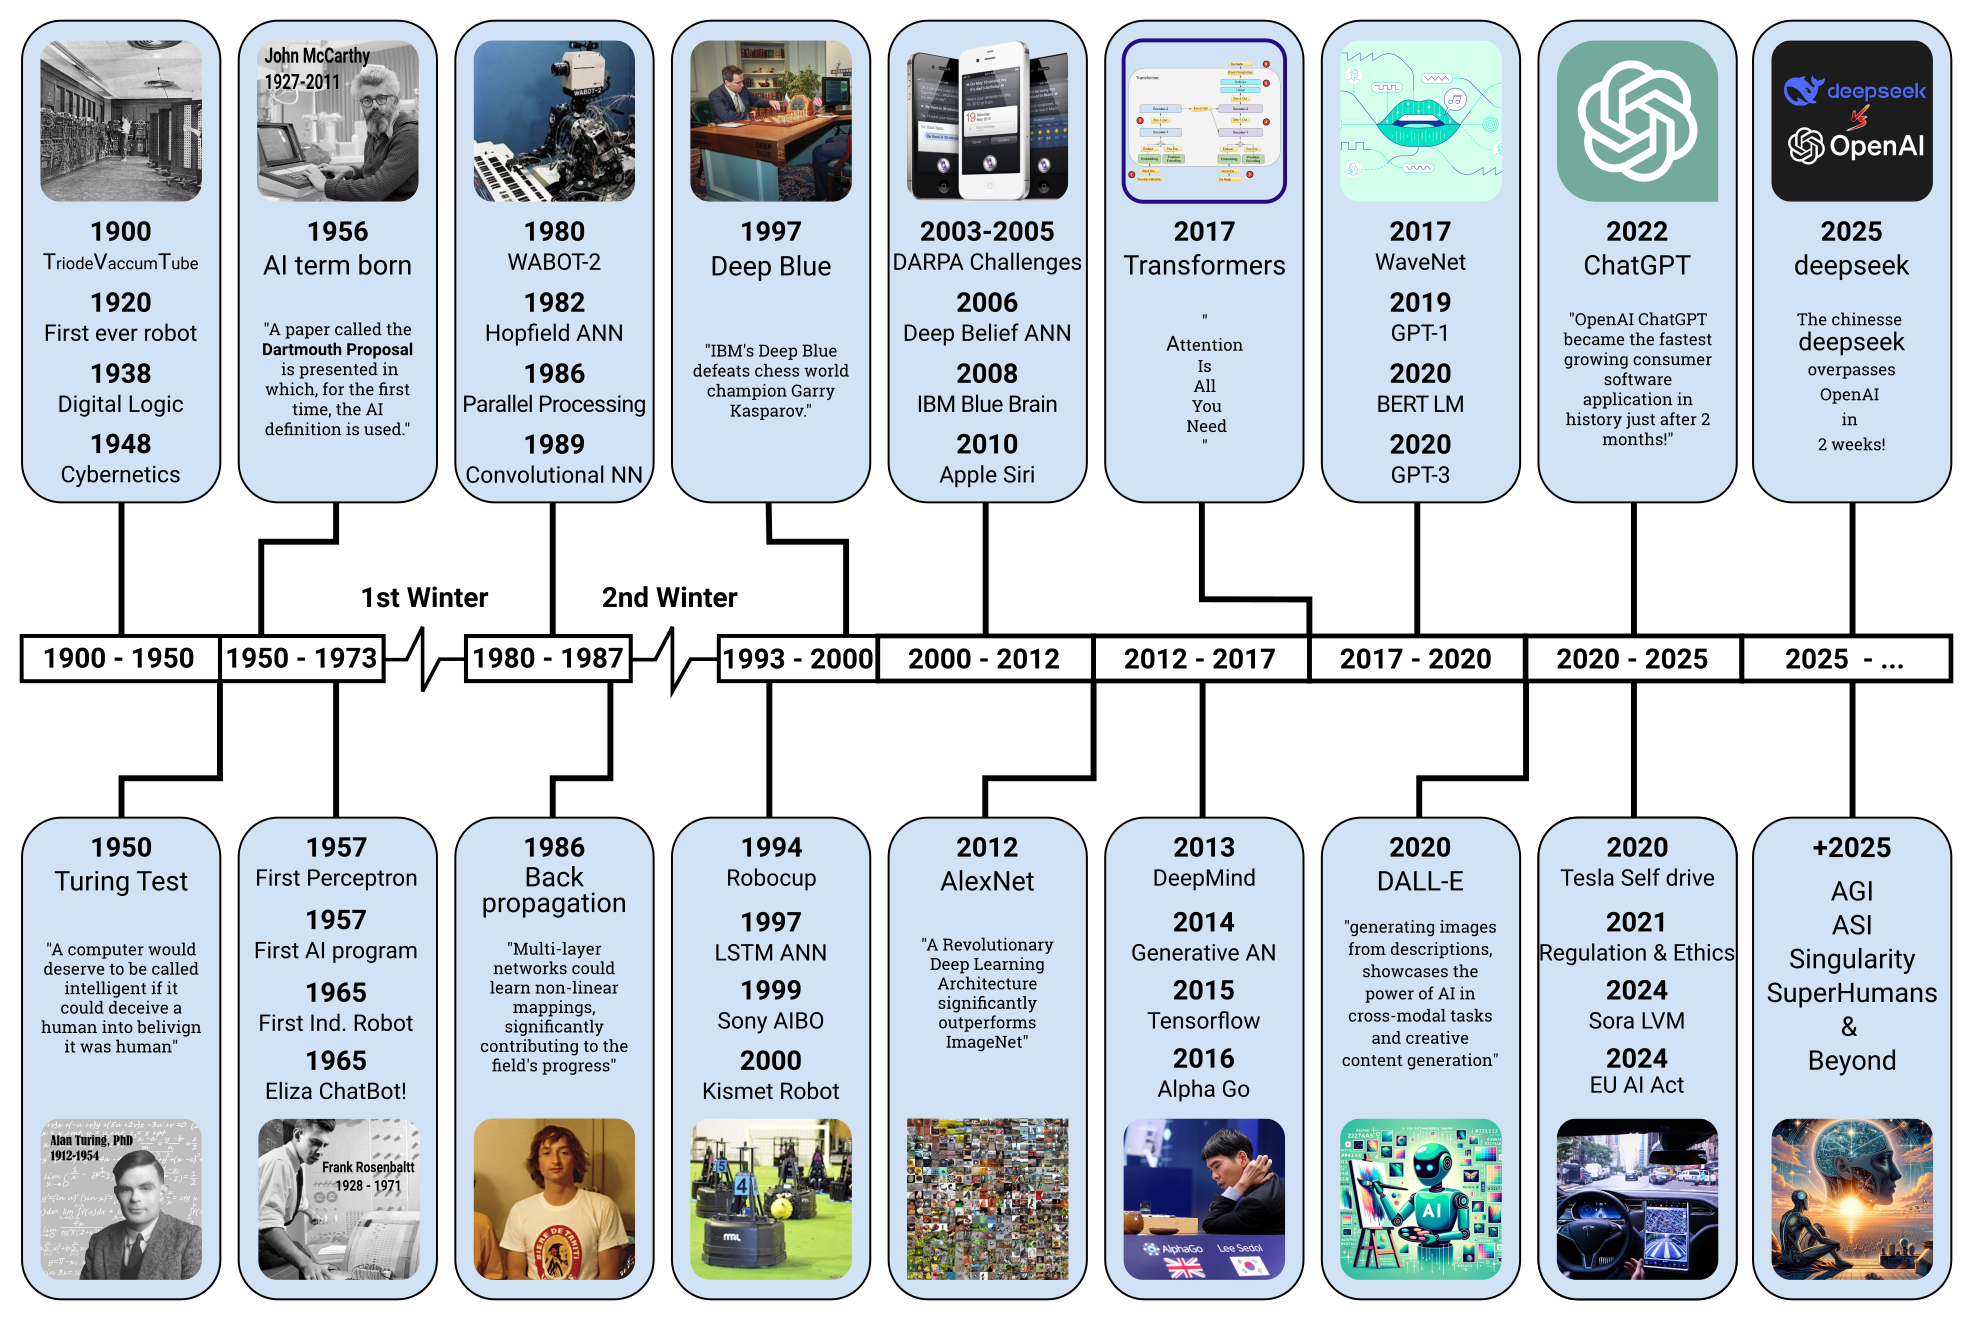 John McCarthy
1927-2011
WABOT-2
DEEP BLUE
Transformer
deepseek
VS
OpenAI
1900
TriodeVaccumTube
1920
First ever robot
1938
Digital Logic
1948
Cybernetics
1956
AI term born
"A paper called the
Dartmouth Proposal
is presented in
which, for the first
time, the AI
definition is used."
1980
WABOT-2
1982
Hopfield ANN
1986
Parallel Processing
1989
Convolutional NN
1997
Deep Blue
"IBM's Deep Blue
defeats chess world
champion Garry
Kasparov."
2003-2005
DARPA Challenges
2006
Deep Belief ANN
2008
IBM Blue Brain
2010
Apple Siri
2017
Transformers
"
Attention
Is
All
You
Need
"
2017
WaveNet
2019
GPT-1
2020
BERT LM
2020
GPT-3
2022
ChatGPT
"OpenAI ChatGPT
became the fastest
growing consumer
software
application in
history just after 2
months!"
2025
deepseek
The chinesse
deepseek
overpasses
OpenAI
in
2 weeks!
1st Winter
2nd Winter
1900 - 1950
1950 - 1973
1980 - 1987
1993 - 2000
2000 - 2012
2012 - 2017
2017 - 2020
2020 - 2025
2025 - ...
1950
Turing Test
"A computer would
deserve to be called
intelligent if it
could deceive a
human into belivign
it was human"
Alan Turing, PhD
1912-1954
1957
First Perceptron
1957
First AI program
1965
First Ind. Robot
1965
Eliza ChatBot!
Frank Rosenbaltt
1928 - 1971
1986
Back
propagation
"Multi-layer
networks could
learn non-linear
mappings,
significantly
contributing to the
field's progress"
BIERE DE TAHITI
1994
Robocup
1997
LSTM ANN
1999
Sony AIBO
2000
Kismet Robot
5
4
2012
AlexNet
"A Revolutionary
Deep Learning
Architecture
significantly
outperforms
ImageNet"
2013
DeepMind
2014
Generative AN
2015
Tensorflow
2016
Alpha Go
AlphaGo
Lee Sedol
2020
DALL-E
"generating images
from descriptions,
showcases the
power of AI in
cross-modal tasks
and creative
content generation"
AI
2020
Tesla Self drive
2021
Regulation & Ethics
2024
Sora LVM
2024
EU AI Act
+2025
AGI
ASI
Singularity
SuperHumans
&
Beyond